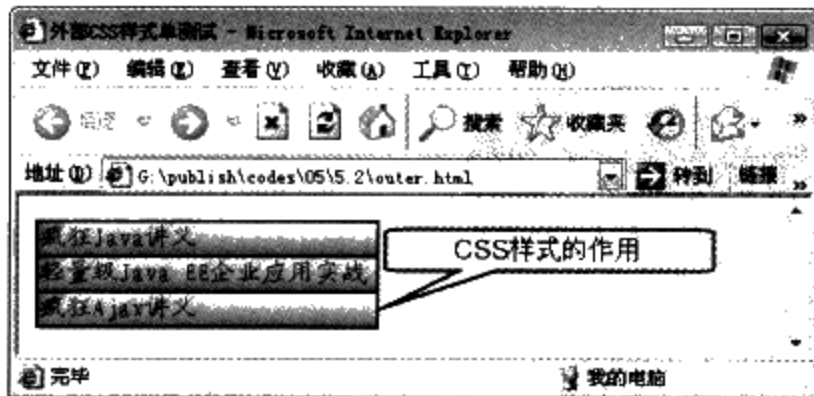 外部CSS样式单测试 - Microsoft Internet Explorer
文件(F) 编辑(E) 查看(V) 收藏(A) 工具(T) 帮助(H)
后退 搜索 收藏夹 »
地址(D) G:\publish\codes\05\5.2\outer.html 转到 链接 »
疯狂Java讲义
CSS样式的作用
轻量级Java EE企业应用实战
疯狂Ajax讲义
完毕 我的电脑